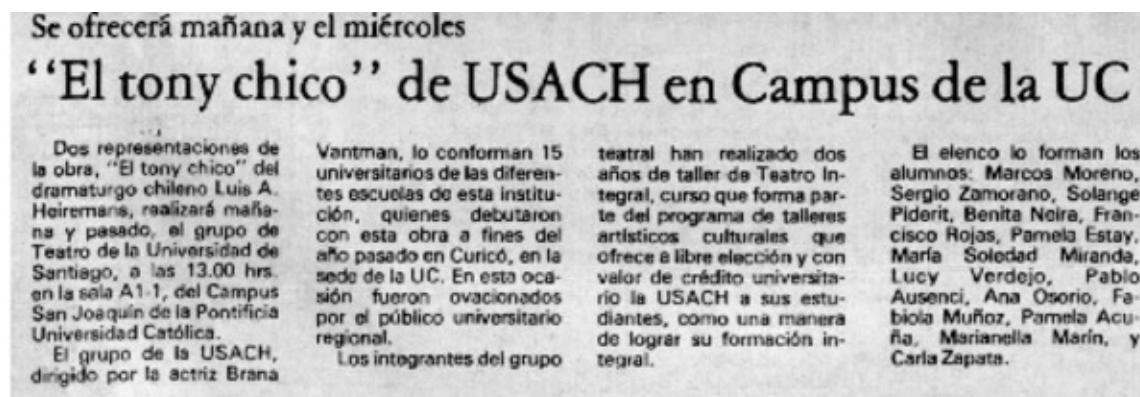 Se ofrecerá mañana y el miércoles
“El tony chico” de USACH en Campus de la UC
Dos representaciones de
la obra, “El tony chico” del
dramaturgo chileno Luis A.
Heiremans, realizará maña-
na y pasado, el grupo de
Teatro de la Universidad de
Santiago, a las 13.00 hrs.
en la sala A1-1, del Campus
San Joaquín de la Pontificia
Universidad Católica.
El grupo de la USACH,
dirigido por la actriz Brana
Vantman, lo conforman 15
universitarios de las diferen-
tes escuelas de esta institu-
ción, quienes debutaron
con esta obra a fines del
año pasado en Curicó, en la
sede de la UC. En esta oca-
sión fueron ovacionados
por el público universitario
regional.
Los integrantes del grupo
teatral han realizado dos
años de taller de Teatro In-
tegral, curso que forma par-
te del programa de talleres
artísticos culturales que
ofrece a libre elección y con
valor de crédito universita-
rio la USACH a sus estu-
diantes, como una manera
de lograr su formación in-
tegral.
El elenco lo forman los
alumnos: Marcos Moreno,
Sergio Zamorano, Solange
Piderit, Benita Neira, Fran-
cisco Rojas, Pamela Estay,
María Soledad Miranda,
Lucy Verdejo, Pablo
Ausenci, Ana Osorio, Fa-
biola Muñoz, Pamela Acu-
ña, Marianella Marín, y
Carla Zapata.